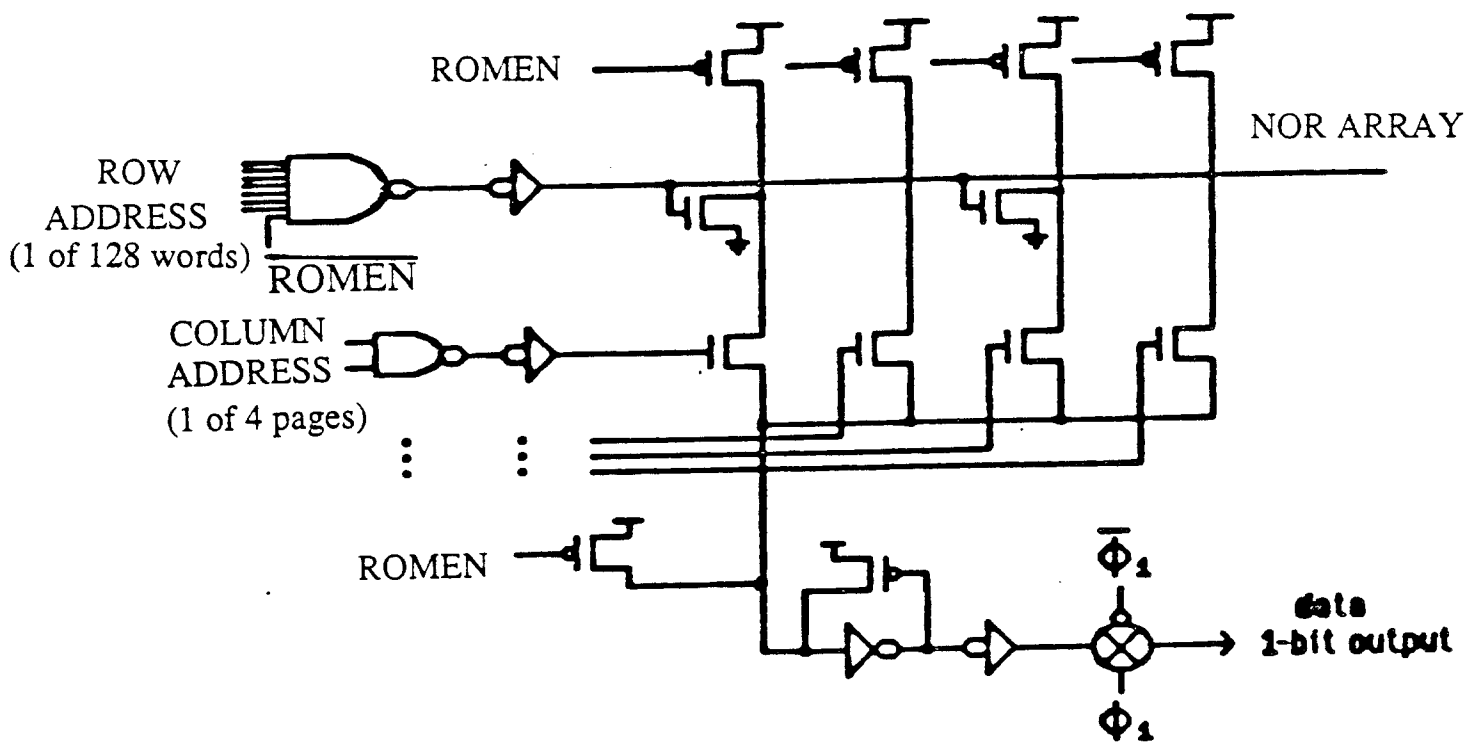 ROMEN
NOR ARRAY
ROW
ADDRESS
(1 of 128 words)
ROMEN
COLUMN
ADDRESS
(1 of 4 pages)
ROMEN
Φ1
data
1-bit output
Φ1